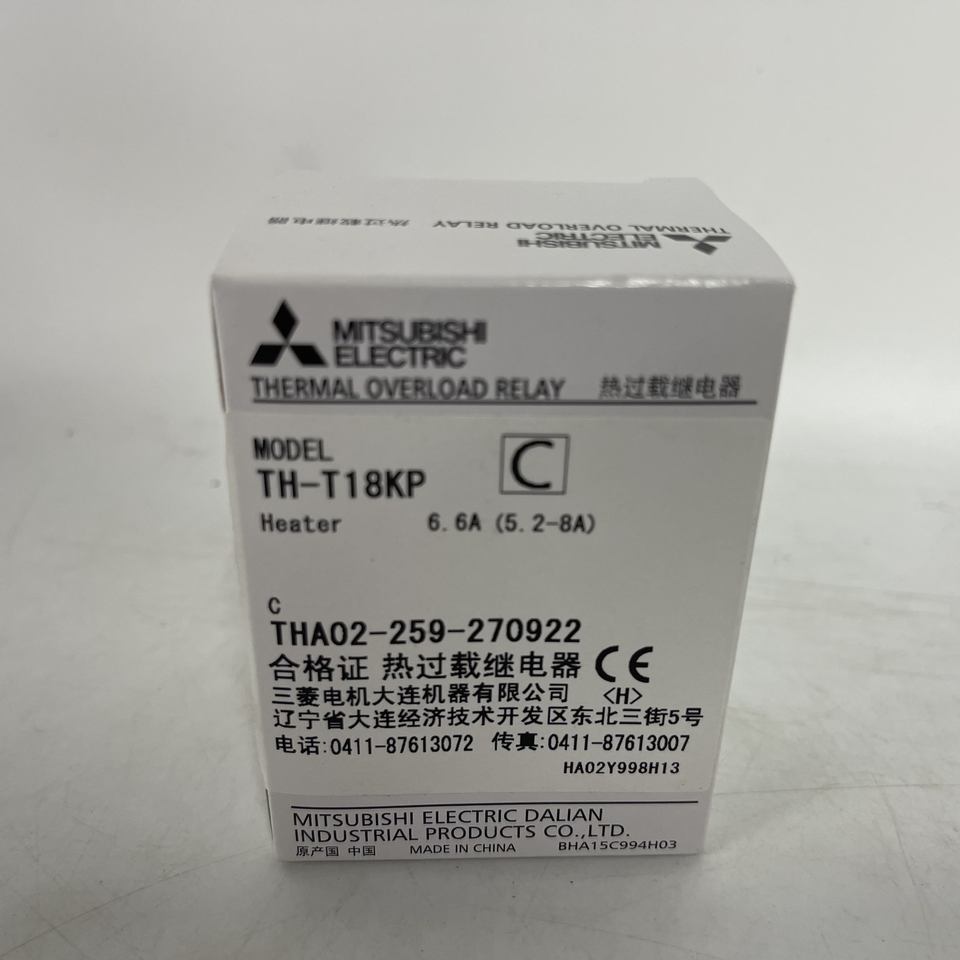 热过载继电器 THERMAL OVERLOAD RELAY
MITSUBISHI
ELECTRIC
MITSUBISHI
ELECTRIC
THERMAL OVERLOAD RELAY 热过载继电器
MODEL
TH-T18KP C
Heater 6.6A (5.2-8A)
C
THA02-259-270922
合格证 热过载继电器 CE
三菱电机大连机器有限公司 <H>
辽宁省大连经济技术开发区东北三街5号
电话:0411-87613072 传真:0411-87613007
HA02Y998H13
MITSUBISHI ELECTRIC DALIAN
INDUSTRIAL PRODUCTS CO.,LTD.
原产国 中国 MADE IN CHINA BHA15C994H03